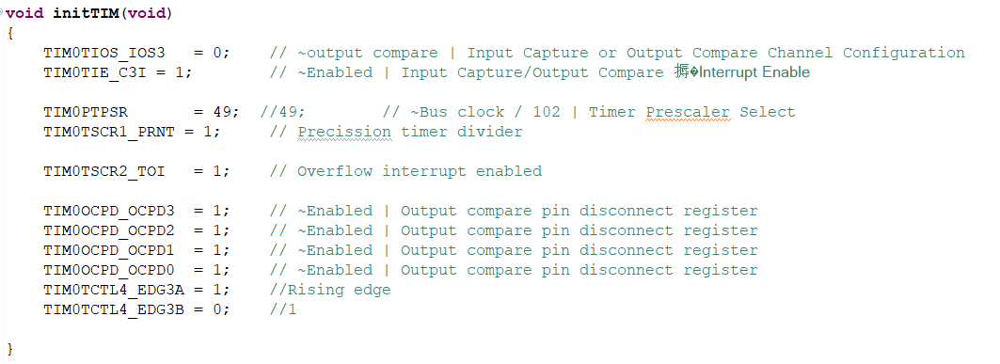 void initTIM(void)
{
TIM0TIOS_IOS3 = 0; // ~output compare | Input Capture or Output Compare Channel Configuration
TIM0TIE_C3I = 1; // ~Enabled | Input Capture/Output Compare �Interrupt Enable
TIM0PTPSR = 49; //49; // ~Bus clock / 102 | Timer Prescaler Select
TIM0TSCR1_PRNT = 1; // Precission timer divider
TIM0TSCR2_TOI = 1; // Overflow interrupt enabled
TIM0OCPD_OCPD3 = 1; // ~Enabled | Output compare pin disconnect register
TIM0OCPD_OCPD2 = 1; // ~Enabled | Output compare pin disconnect register
TIM0OCPD_OCPD1 = 1; // ~Enabled | Output compare pin disconnect register
TIM0OCPD_OCPD0 = 1; // ~Enabled | Output compare pin disconnect register
TIM0TCTL4_EDG3A = 1; //Rising edge
TIM0TCTL4_EDG3B = 0; //1
}